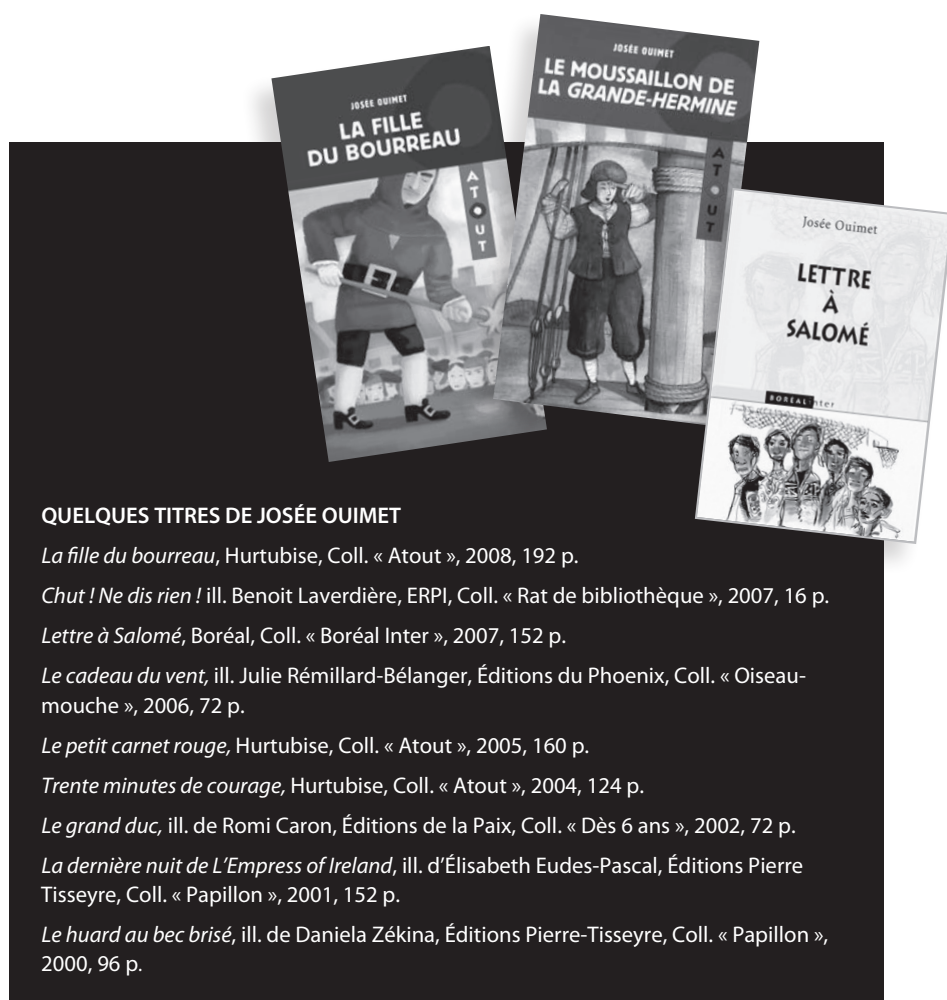 JOSÉE OUIMET
LA FILLE
DU BOURREAU
ATOUT
JOSÉE OUIMET
LE MOUSSAILLON DE
LA GRANDE-HERMINE
ATOUT
Josée Ouimet
LETTRE
À
SALOMÉ
BORÉAL inter
QUELQUES TITRES DE JOSÉE OUIMET
La fille du bourreau, Hurtubise, Coll. « Atout », 2008, 192 p.
Chut ! Ne dis rien ! ill. Benoit Laverdière, ERPI, Coll. « Rat de bibliothèque », 2007, 16 p.
Lettre à Salomé, Boréal, Coll. « Boréal Inter », 2007, 152 p.
Le cadeau du vent, ill. Julie Rémillard-Bélanger, Éditions du Phoenix, Coll. « Oiseau-
mouche », 2006, 72 p.
Le petit carnet rouge, Hurtubise, Coll. « Atout », 2005, 160 p.
Trente minutes de courage, Hurtubise, Coll. « Atout », 2004, 124 p.
Le grand duc, ill. de Romi Caron, Éditions de la Paix, Coll. « Dès 6 ans », 2002, 72 p.
La dernière nuit de L’Empress of Ireland, ill. d’Élisabeth Eudes-Pascal, Éditions Pierre
Tisseyre, Coll. « Papillon », 2001, 152 p.
Le huard au bec brisé, ill. de Daniela Zékina, Éditions Pierre-Tisseyre, Coll. « Papillon »,
2000, 96 p.